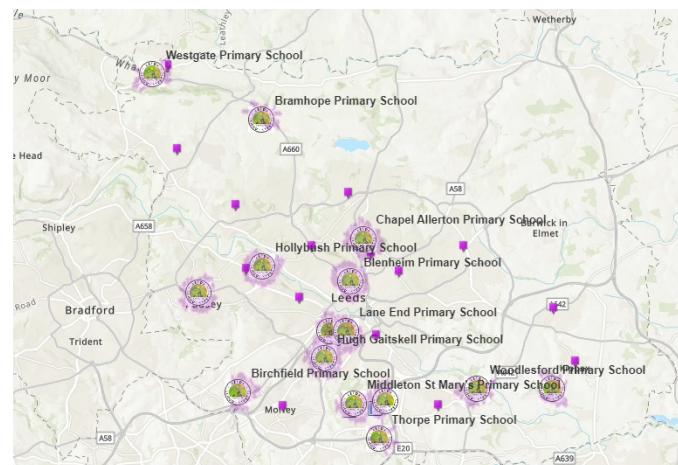 Wetherby
Leathley
Westgate Primary School
y Moor
Bramhope Primary School
A660
e Head
A58
Shipley
A658
Chapel Allerton Primary School
Barwick in
Elmet
Hollybush Primary School
Blenheim Primary School
Leeds
Road
Bradford
Lane End Primary School
Trident
Hugh Gaitskell Primary School
Birchfield Primary School
Woodlesford Primary School
Middleton St Mary's Primary School
Morley
Thorpe Primary School
A58
E20
A639